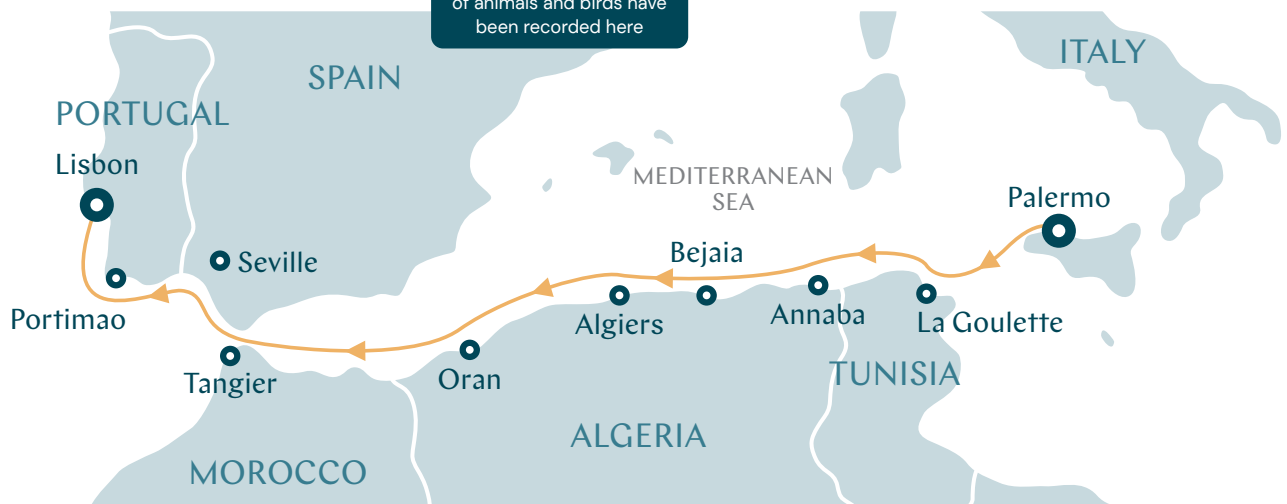 of animals and birds have
been recorded here
ITALY
SPAIN
PORTUGAL
Lisbon
MEDITERRANEAN
SEA
Palermo
Bejaia
Seville
Portimao
Algiers
Annaba
La Goulette
Tangier
Oran
TUNISIA
ALGERIA
MOROCCO